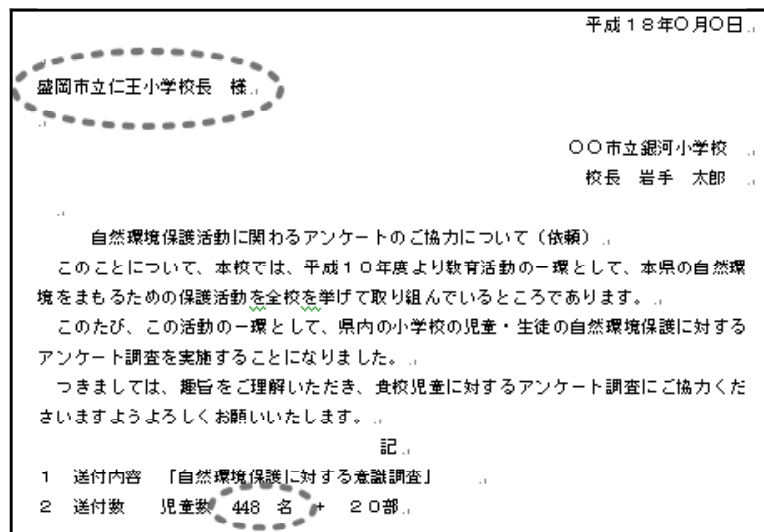 平成１８年○月○日
盛岡市立仁王小学校長　様
○○市立銀河小学校
校長　岩手　太郎
自然環境保護活動に関わるアンケートのご協力について（依頼）
このことについて、本校では、平成１０年度より教育活動の一環として、本県の自然環
境をまもるための保護活動を全校を挙げて取り組んでいるところであります。
このたび、この活動の一環として、県内の小学校の児童・生徒の自然環境保護に対する
アンケート調査を実施することになりました。
つきましては、趣旨をご理解いただき、貴校児童に対するアンケート調査にご協力くだ
さいますようよろしくお願いいたします。
記
１　送付内容　「自然環境保護に対する意識調査」
２　送付数　　児童数　448　名　＋　２０部